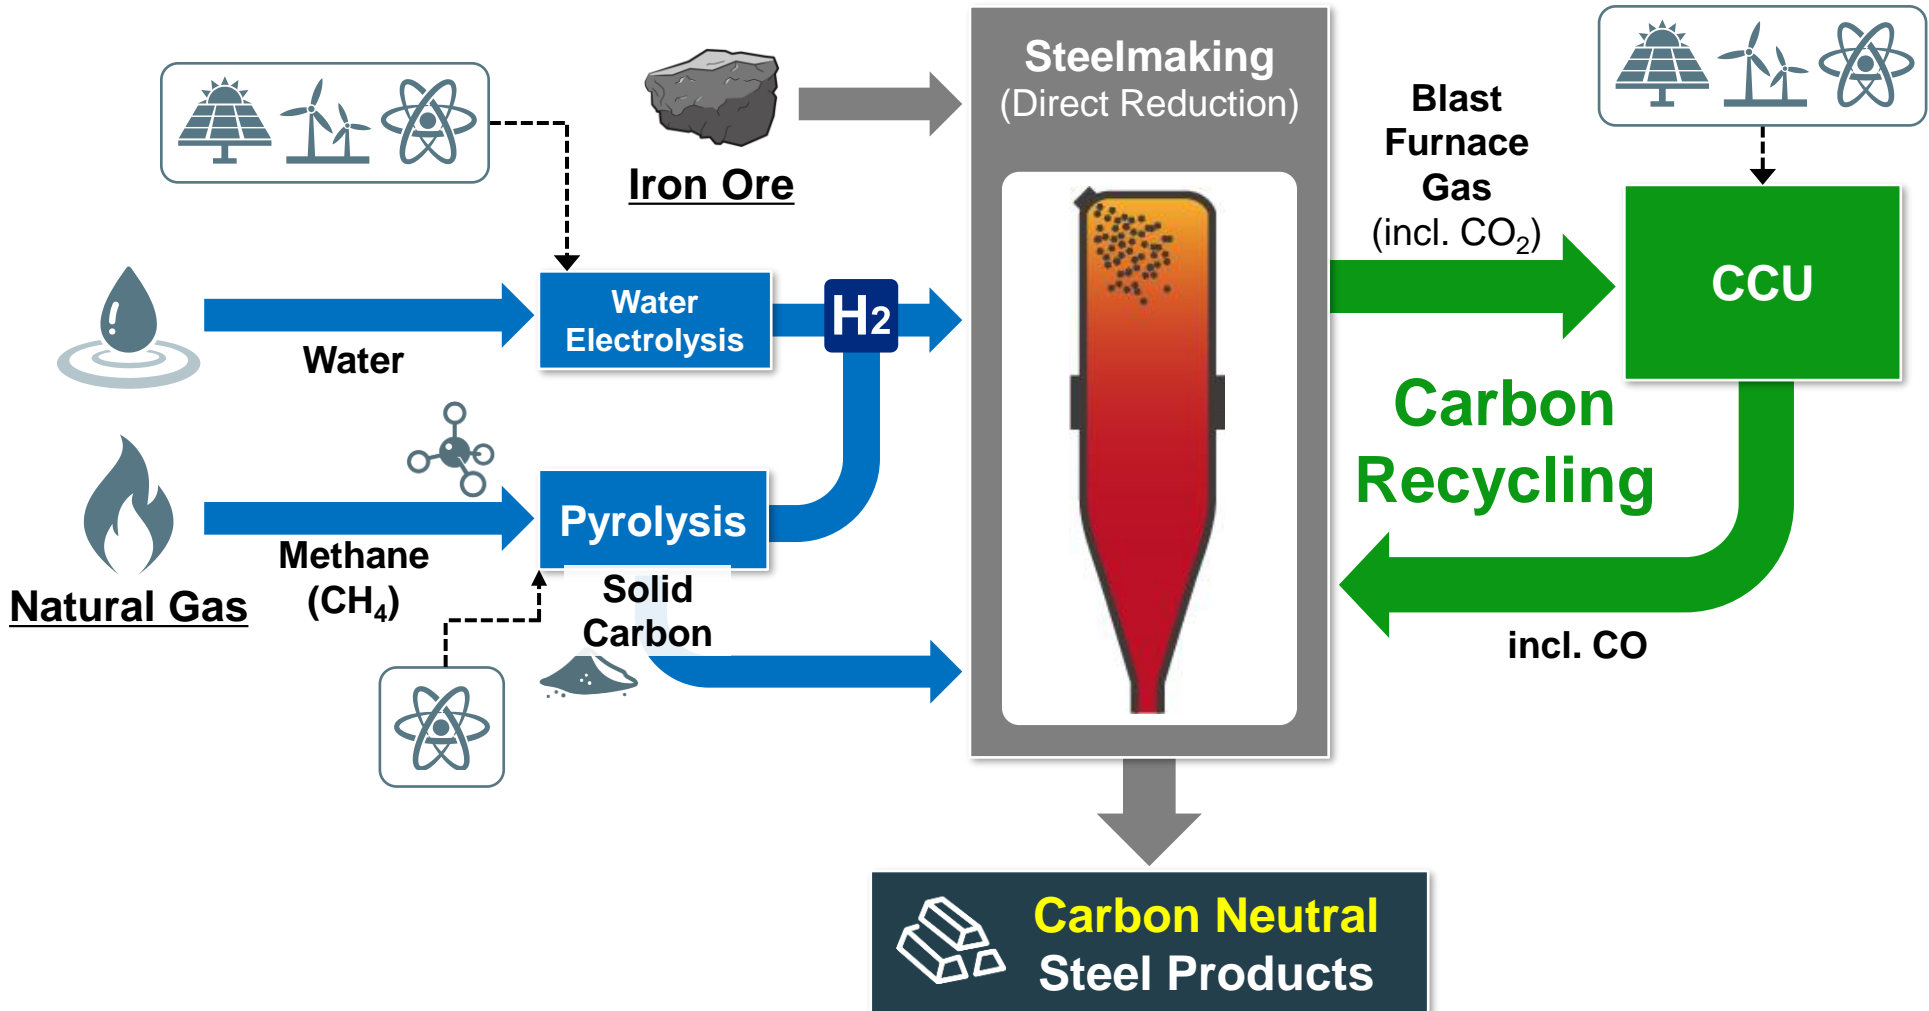 Steelmaking
(Direct Reduction)
Iron Ore
Blast
Furnace
Gas
(incl. CO₂)
CCU
Water
Water
Electrolysis
H2
Carbon
Recycling
Natural Gas
Methane
(CH₄)
Pyrolysis
Solid
Carbon
incl. CO
Carbon Neutral
Steel Products